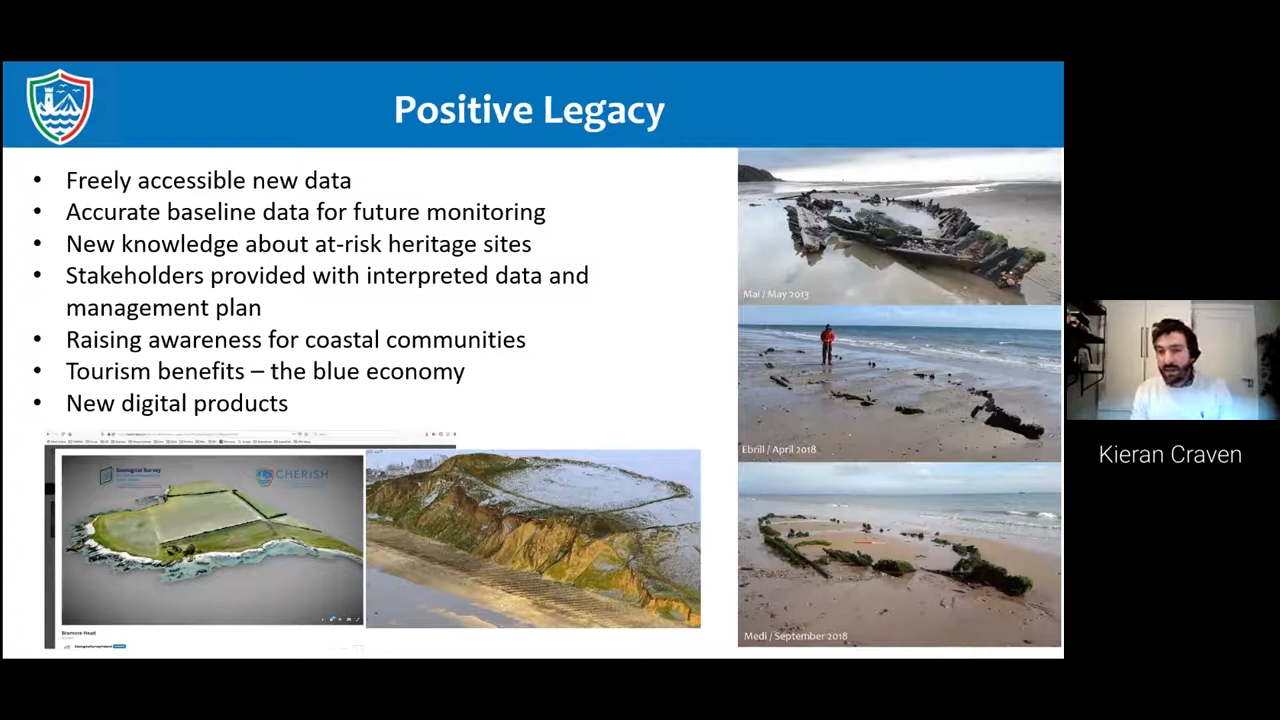 Positive Legacy
• Freely accessible new data
• Accurate baseline data for future monitoring
• New knowledge about at-risk heritage sites
• Stakeholders provided with interpreted data and
management plan
• Raising awareness for coastal communities
• Tourism benefits – the blue economy
• New digital products
Geological Survey
CHERISH
Mai / May 2013
Ebrill / April 2018
Medi / September 2018
Kieran Craven